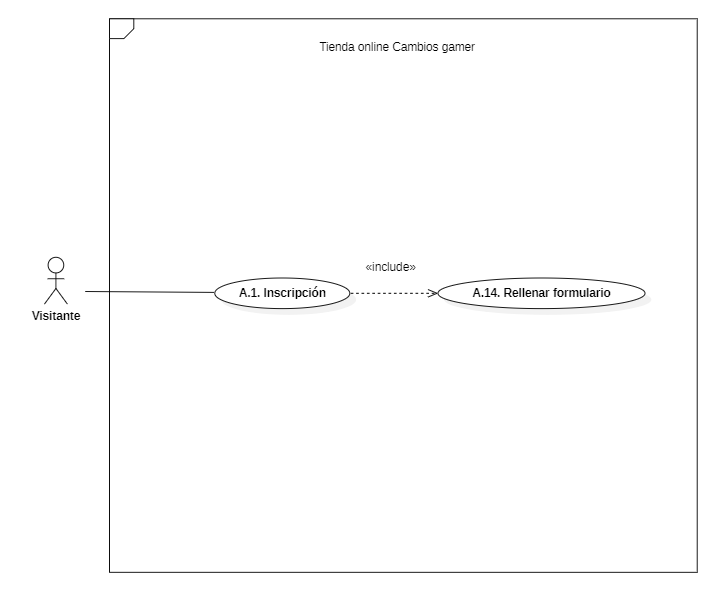 Tienda online Cambios gamer
«include»
A.1. Inscripción
A.14. Rellenar formulario
Visitante